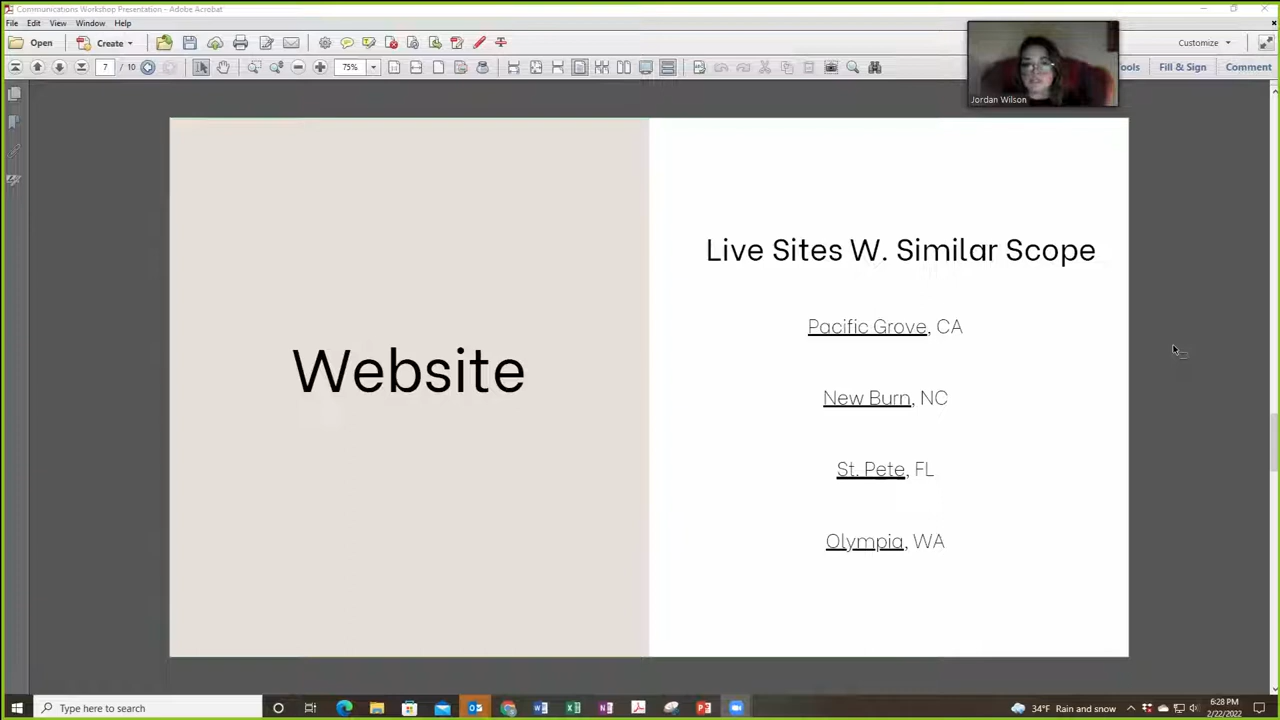 Communications Workshop Presentation - Adobe Acrobat
File Edit View Window Help
Open Create Customize
7 / 10 75% Tools Fill & Sign Comment
Jordan Wilson
Website
Live Sites W. Similar Scope
Pacific Grove, CA
New Burn, NC
St. Pete, FL
Olympia, WA
Type here to search
34°F Rain and snow
6:28 PM
2/22/2022